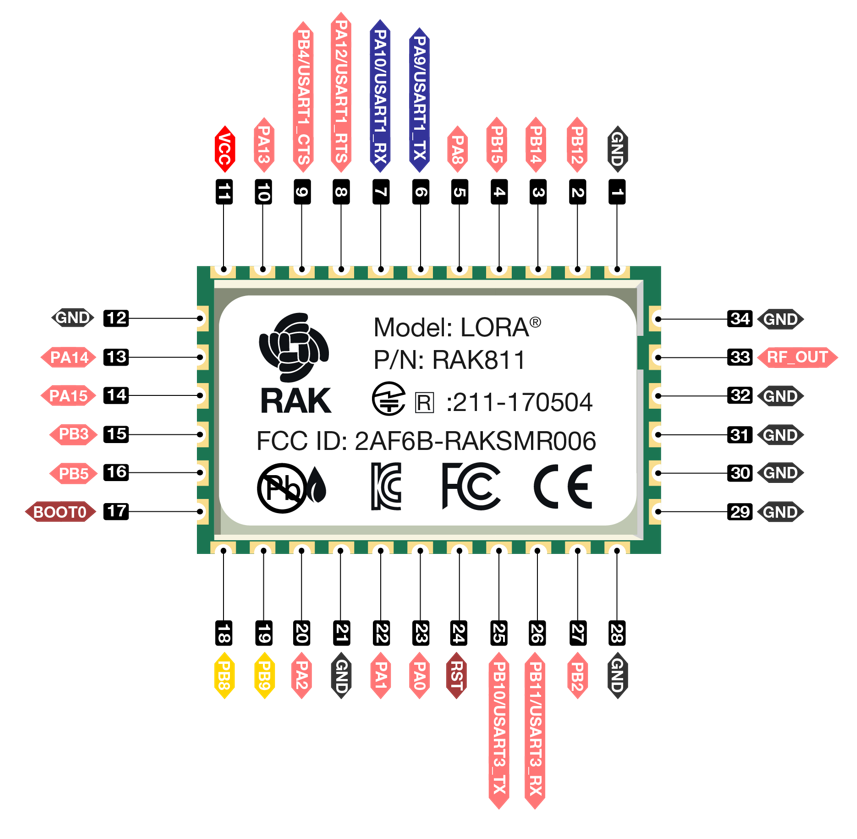 PB4/USART1_CTS
PA12/USART1_RTS
PA10/USART1_RX
PA9/USART1_TX
VCC
PA13
PA8
PB15
PB14
PB12
GND
11
10
9
8
7
6
5
4
3
2
1
GND 12
PA14 13
PA15 14
PB3 15
PB5 16
BOOT0 17
Model: LORA®
P/N: RAK811
RAK
R :211-170504
FCC ID: 2AF6B-RAKSMR006
Pb
FC
CE
34 GND
33 RF_OUT
32 GND
31 GND
30 GND
29 GND
18
19
20
21
22
23
24
25
26
27
28
PB8
PB9
PA2
GND
PA1
PA0
RST
PB10/USART3_TX
PB11/USART3_RX
PB2
GND